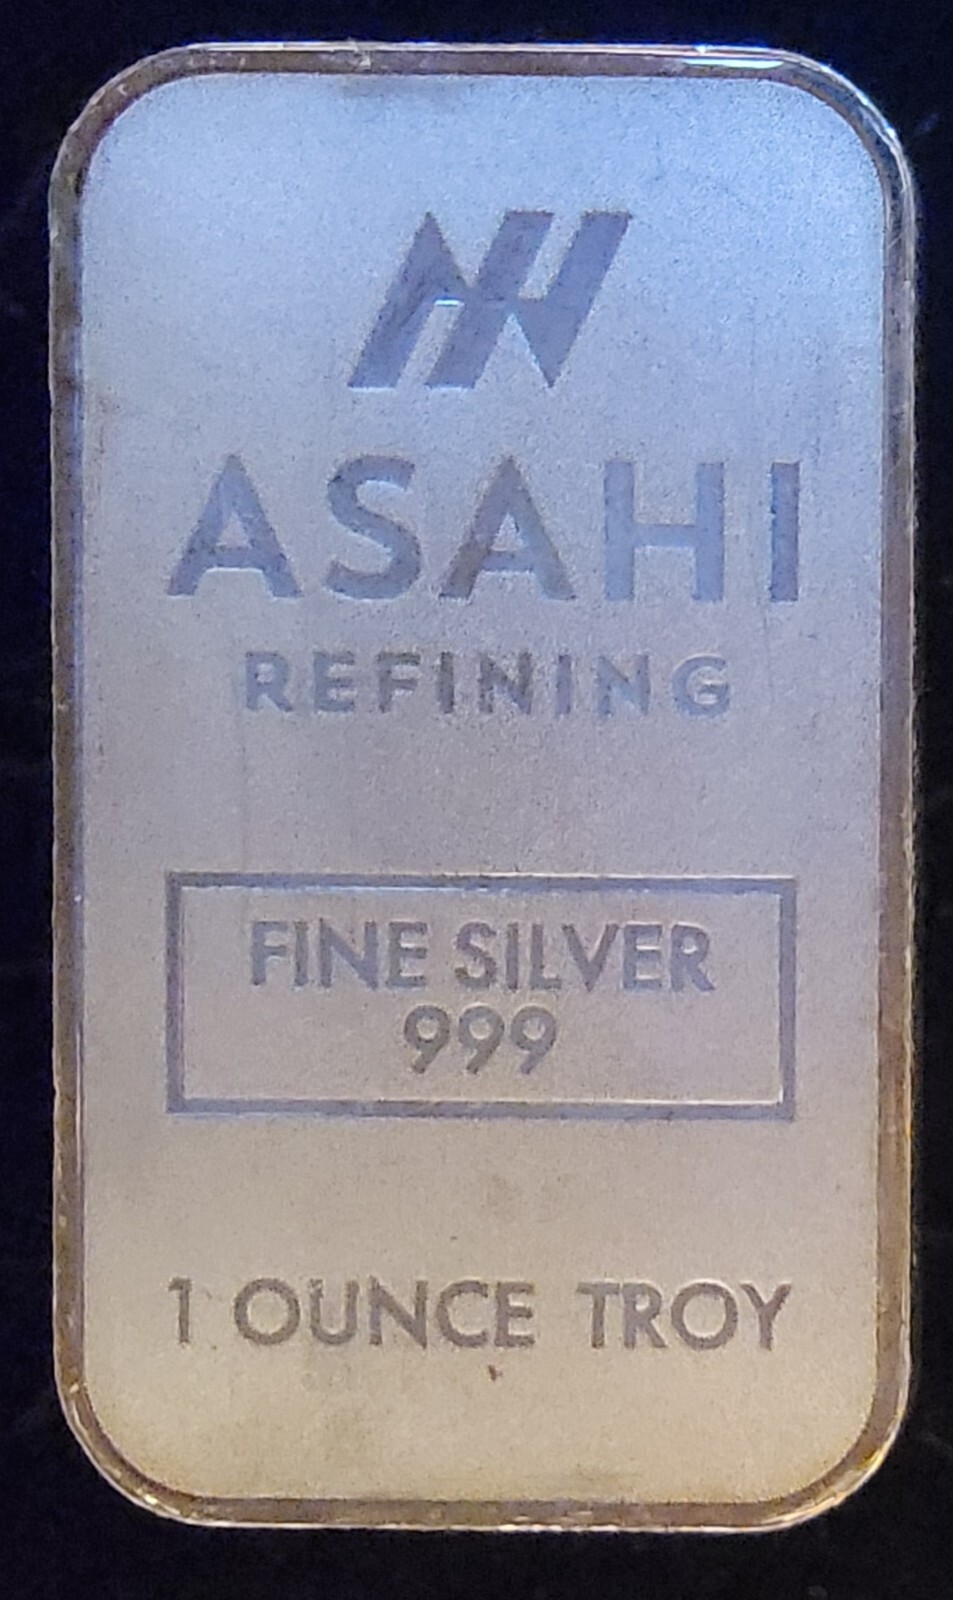 ASAHI
REFINING
FINE SILVER
999
1 OUNCE TROY